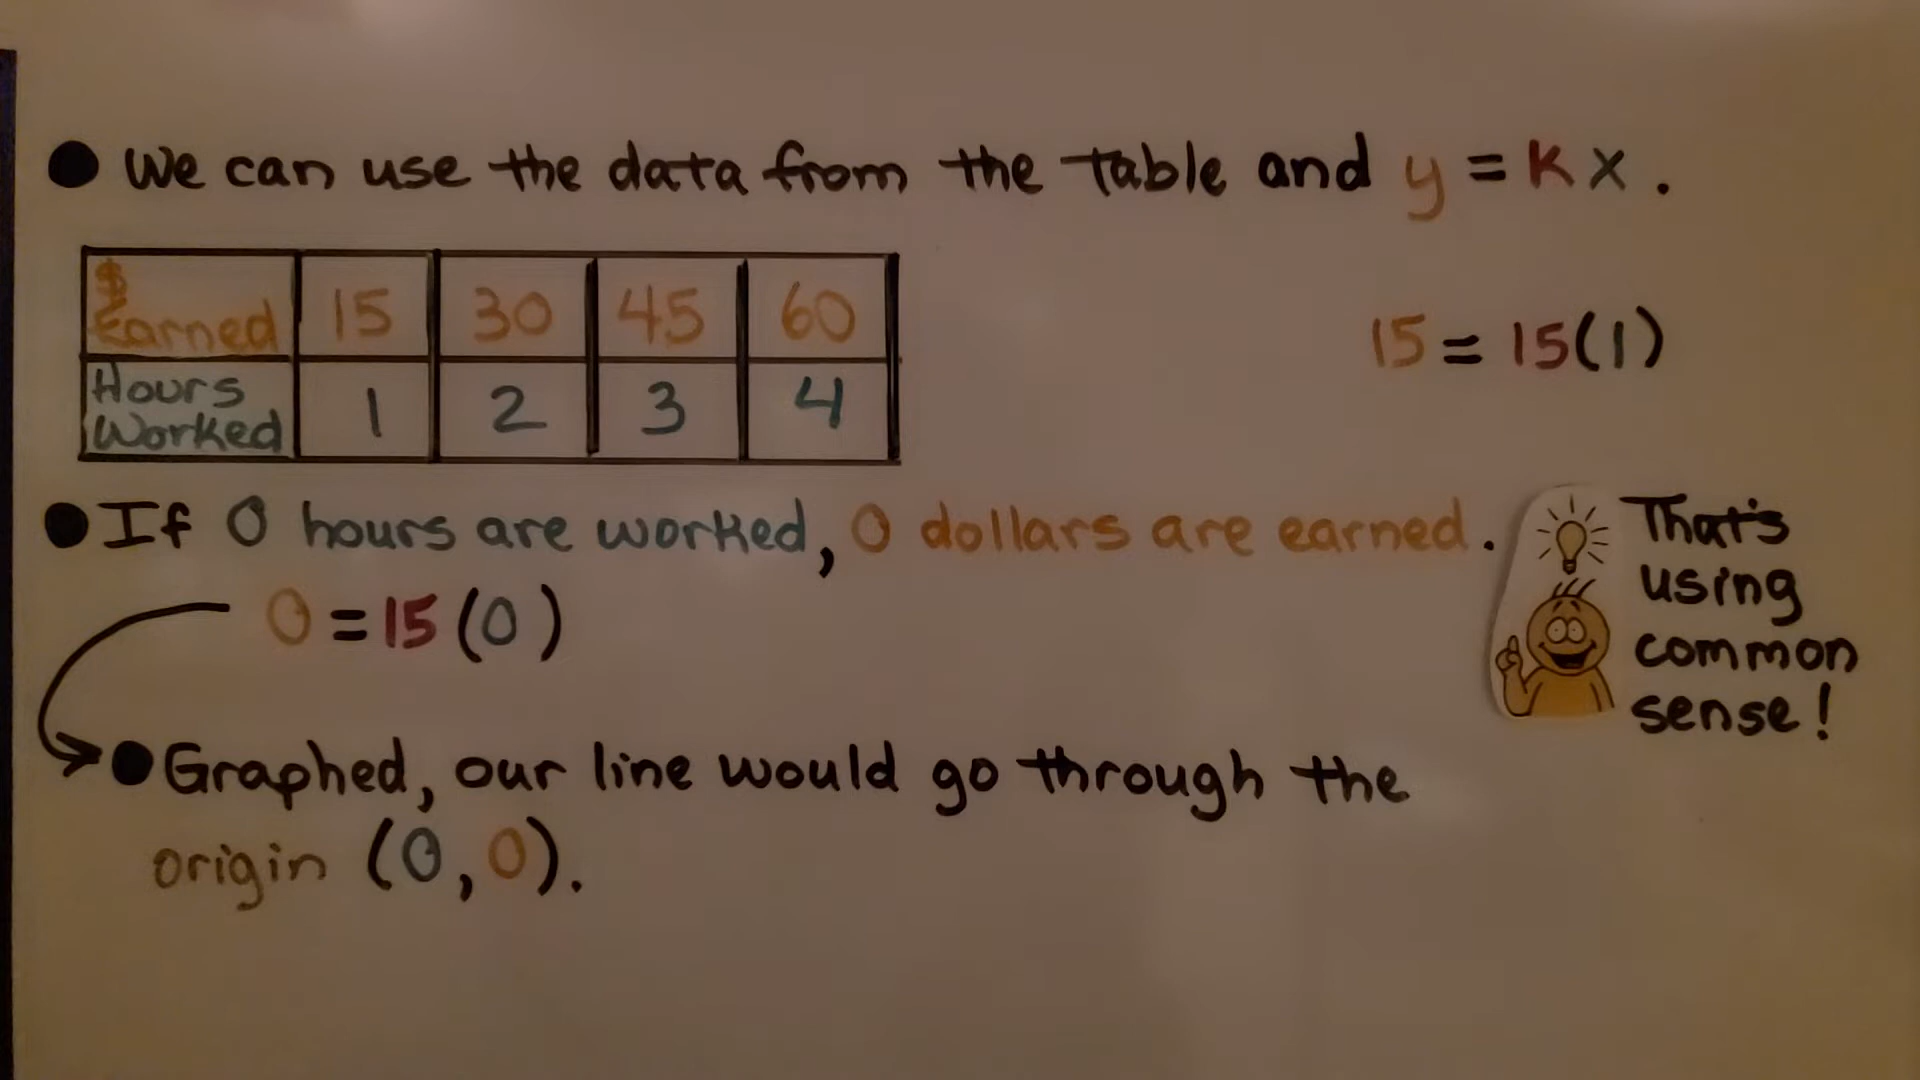 ● We can use the data from the table and y = kx.
$ Earned 15 30 45 60
15 = 15(1)
Hours Worked 1 2 3 4
● If 0 hours are worked, 0 dollars are earned.
0 = 15(0)
That's
using
common
sense!
● Graphed, our line would go through the
origin (0,0).